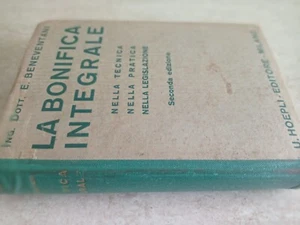 ING. DOTT. E. BENEVENTANI
LA BONIFICA
INTEGRALE
NELLA TECNICA
NELLA PRATICA
NELLA LEGISLAZIONE
Seconda edizione
U. HOEPLI - EDITORE - MILANO